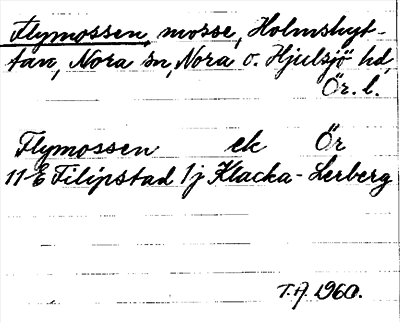 Flymossen, mosse, Holmshyt-
tan, Nora sn, Nora o. Hjulsjö hd,
Ör. l.
Flymossen ek Ör
11-E Filipstad 1j Klacka-Lerberg
T.A. 1960.